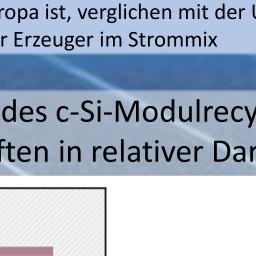 ropa ist, verglichen mit der U
r Erzeuger im Strommix
des c-Si-Modulrecy
ften in relativer Dar